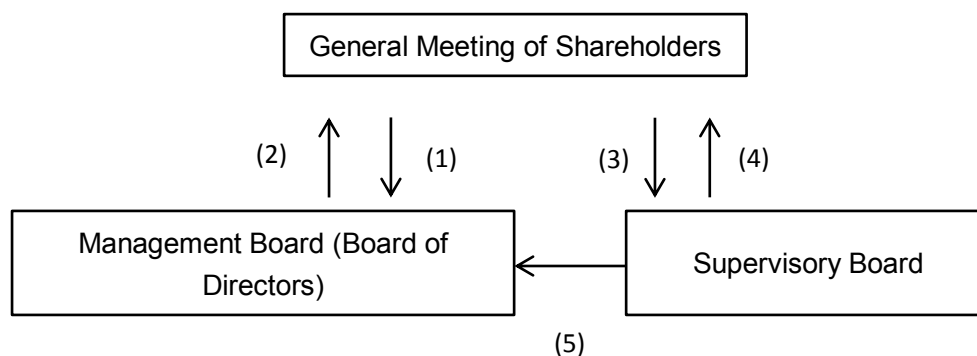 General Meeting of Shareholders
(2)
(1)
(3)
(4)
Management Board (Board of
Directors)
Supervisory Board
(5)